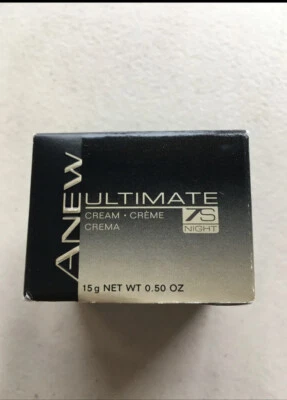 ANEW
ULTIMATE
CREAM · CRÈME
CREMA
7S
NIGHT
15g NET WT 0.50 OZ